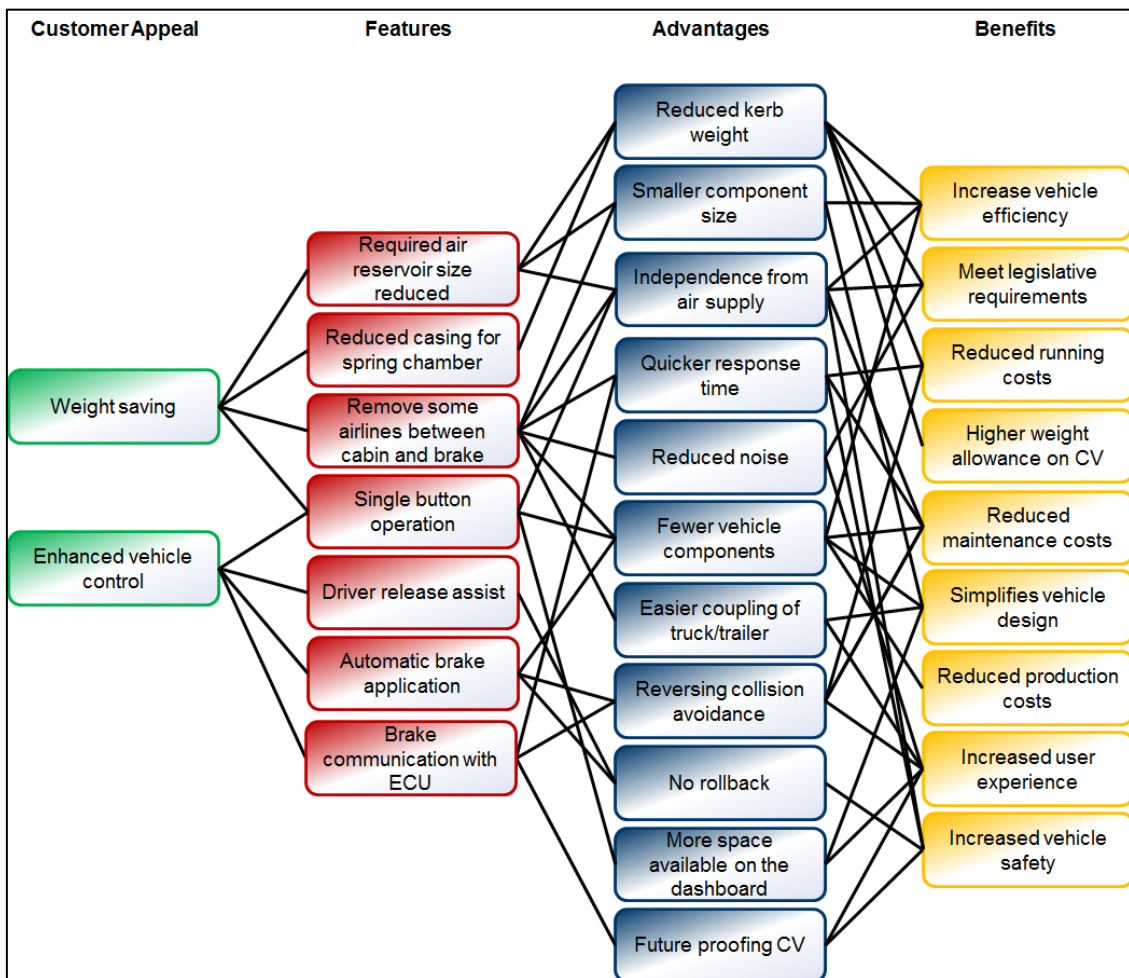 Customer Appeal
Features
Advantages
Benefits
Weight saving
Enhanced vehicle
control
Required air
reservoir size
reduced
Reduced casing for
spring chamber
Remove some
airlines between
cabin and brake
Single button
operation
Driver release assist
Automatic brake
application
Brake
communication with
ECU
Reduced kerb
weight
Smaller component
size
Independence from
air supply
Quicker response
time
Reduced noise
Fewer vehicle
components
Easier coupling of
truck/trailer
Reversing collision
avoidance
No rollback
More space
available on the
dashboard
Future proofing CV
Increase vehicle
efficiency
Meet legislative
requirements
Reduced running
costs
Higher weight
allowance on CV
Reduced
maintenance costs
Simplifies vehicle
design
Reduced production
costs
Increased user
experience
Increased vehicle
safety